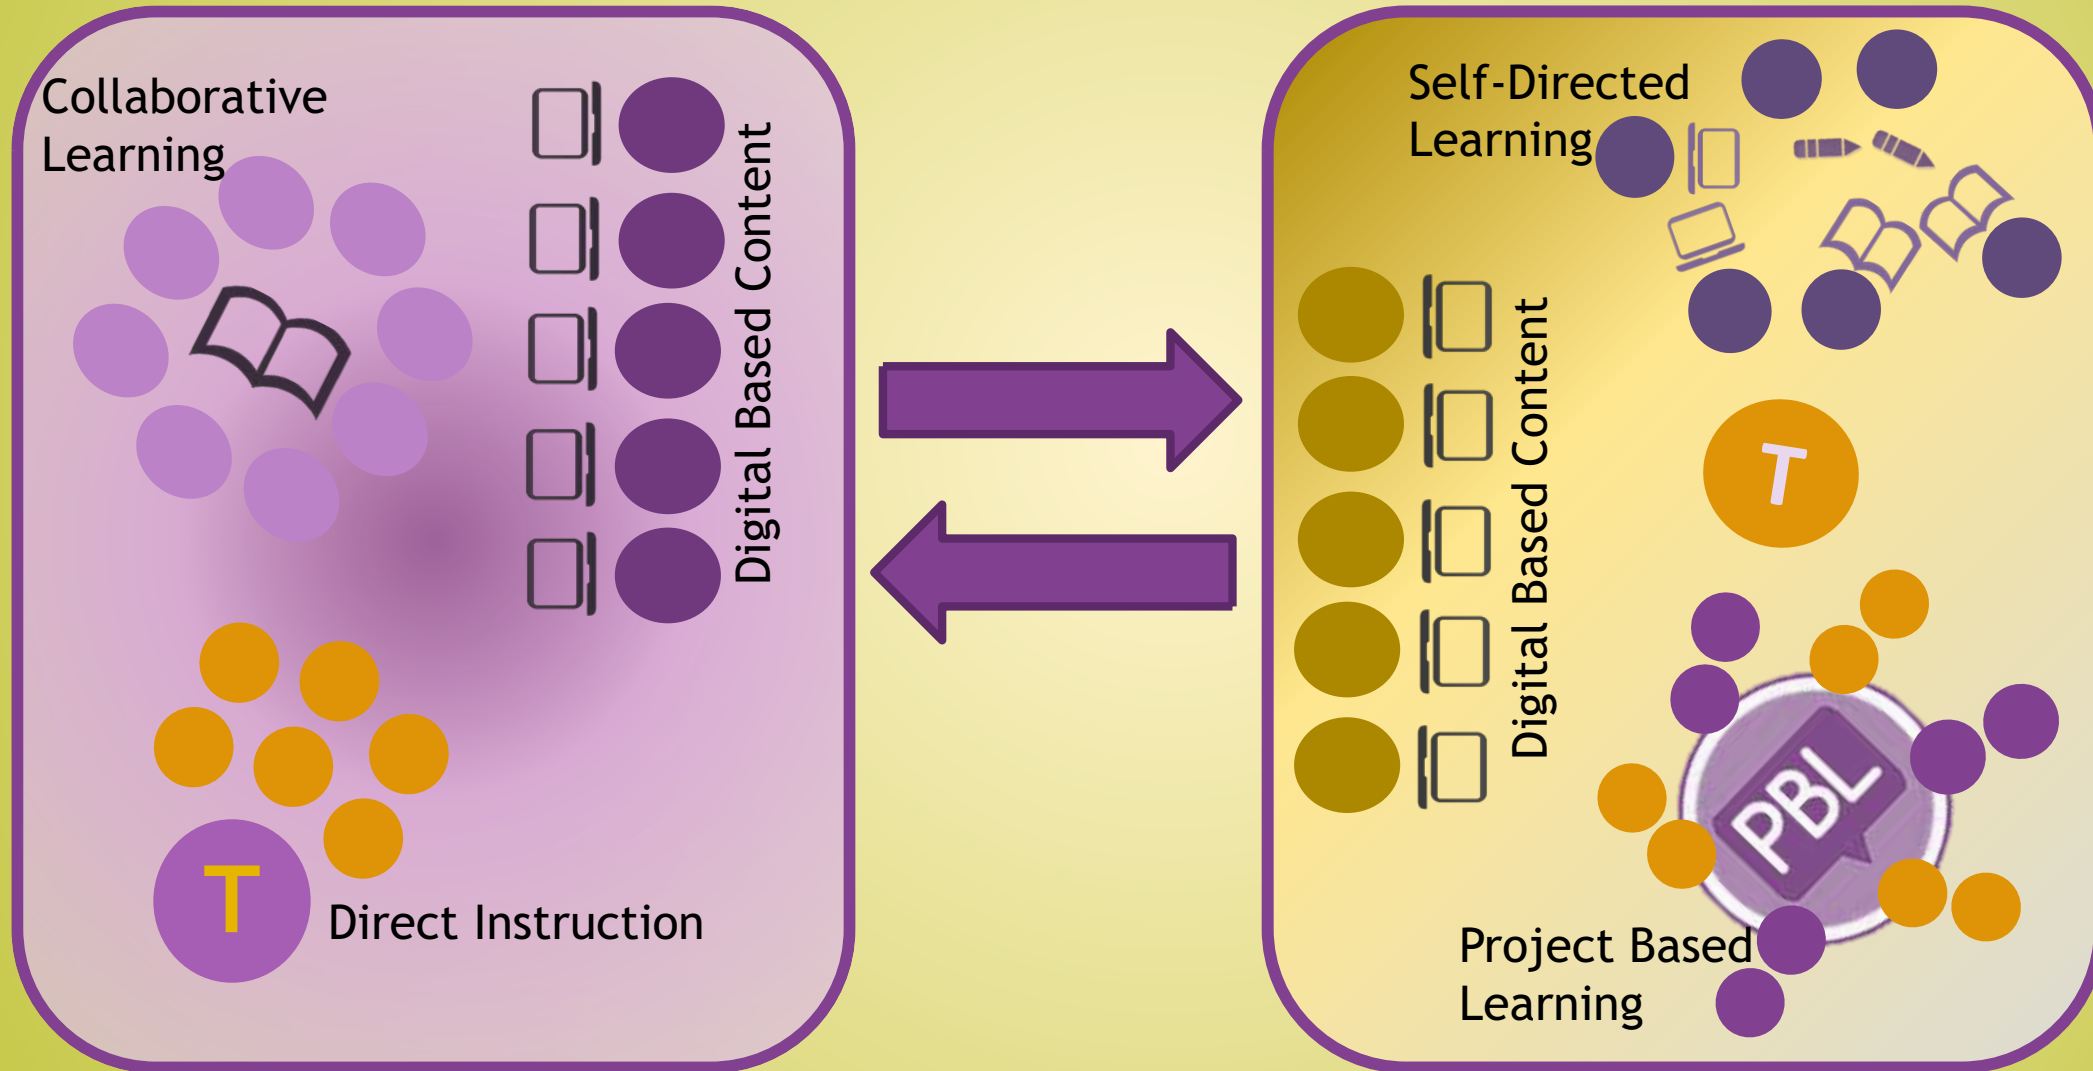 Collaborative
Learning
Digital Based Content
T
Direct Instruction
Self-Directed
Learning
Digital Based Content
T
PBL
Project Based
Learning